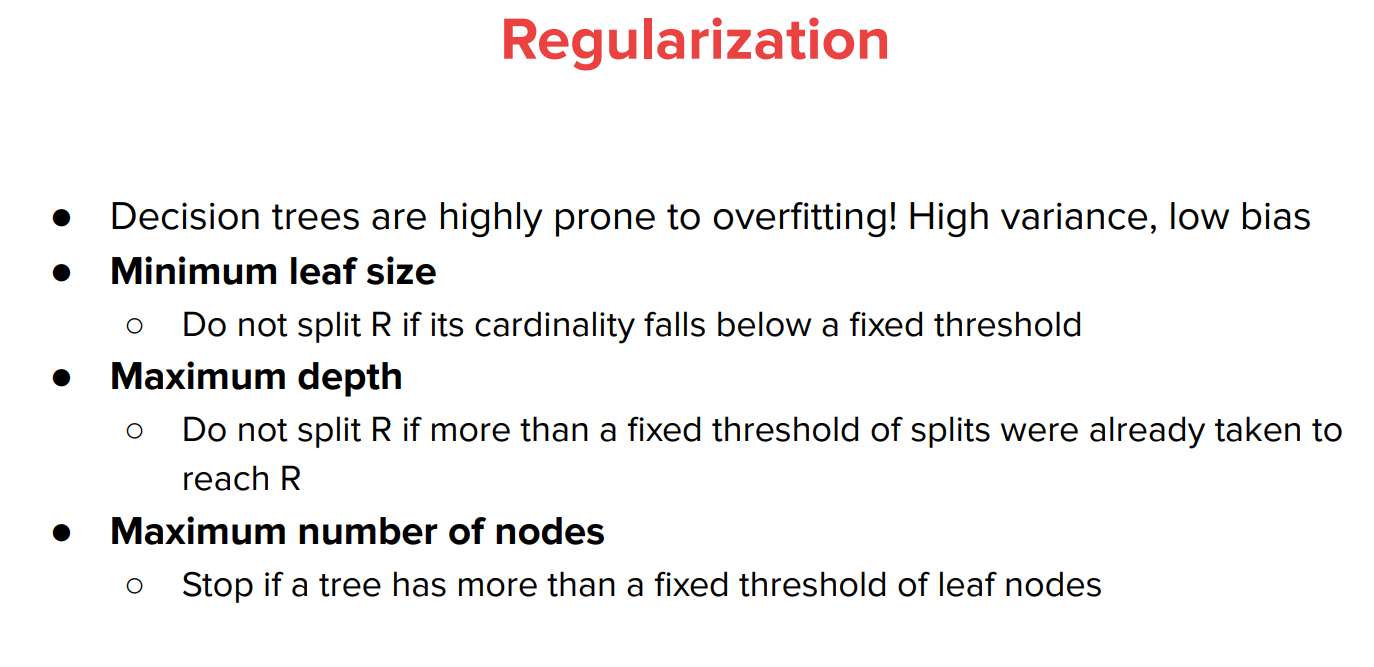 Regularization
● Decision trees are highly prone to overfitting! High variance, low bias
● Minimum leaf size
○ Do not split R if its cardinality falls below a fixed threshold
● Maximum depth
○ Do not split R if more than a fixed threshold of splits were already taken to
reach R
● Maximum number of nodes
○ Stop if a tree has more than a fixed threshold of leaf nodes